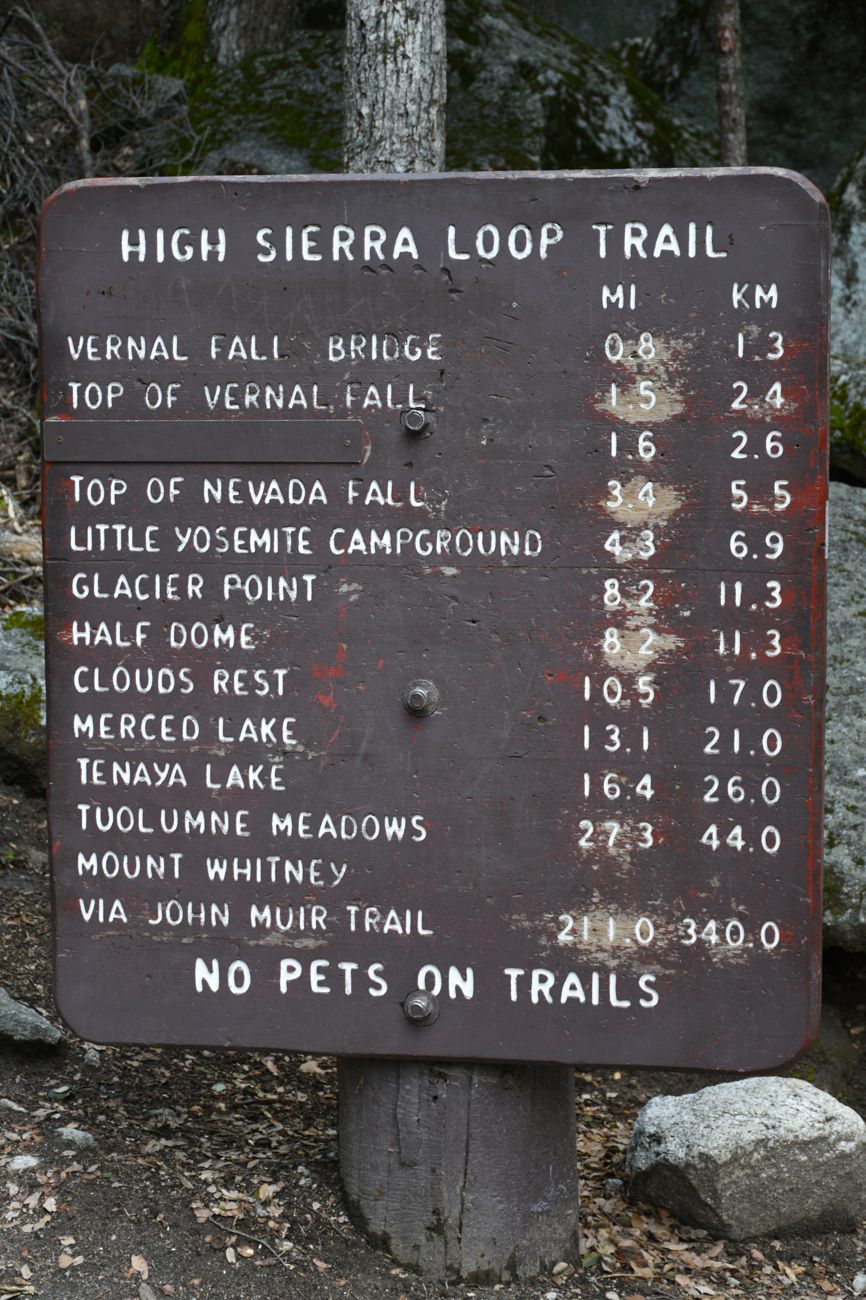 HIGH SIERRA LOOP TRAIL
MI KM
VERNAL FALL BRIDGE 0.8 1.3
TOP OF VERNAL FALL 1.5 2.4
1.6 2.6
TOP OF NEVADA FALL 3.4 5.5
LITTLE YOSEMITE CAMPGROUND 4.3 6.9
GLACIER POINT 8.2 11.3
HALF DOME 8.2 11.3
CLOUDS REST 10.5 17.0
MERCED LAKE 13.1 21.0
TENAYA LAKE 16.4 26.0
TUOLUMNE MEADOWS 27.3 44.0
MOUNT WHITNEY
VIA JOHN MUIR TRAIL 211.0 340.0
NO PETS ON TRAILS